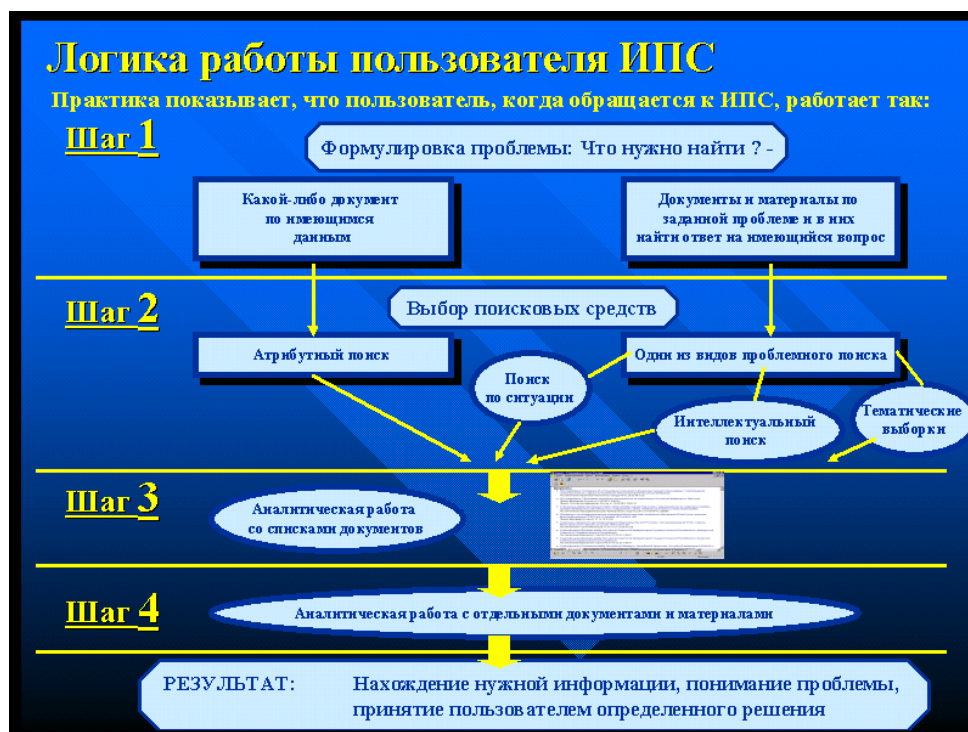 Логика работы пользователя ИПС
Практика показывает, что пользователь, когда обращается к ИПС, работает так:
Шаг 1
Формулировка проблемы: Что нужно найти ? -
Какой-либо документ
по имеющимся
данным
Документы и материалы по
заданной проблеме и в них
найти ответ на имеющийся вопрос
Шаг 2
Выбор поисковых средств
Атрибутный поиск
Один из видов проблемного поиска
Поиск
по ситуации
Интеллектуальный
поиск
Тематические
выборки
Шаг 3
Аналитическая работа
со списками документов
Шаг 4
Аналитическая работа с отдельными документами и материалами
РЕЗУЛЬТАТ: Нахождение нужной информации, понимание проблемы,
принятие пользователем определенного решения